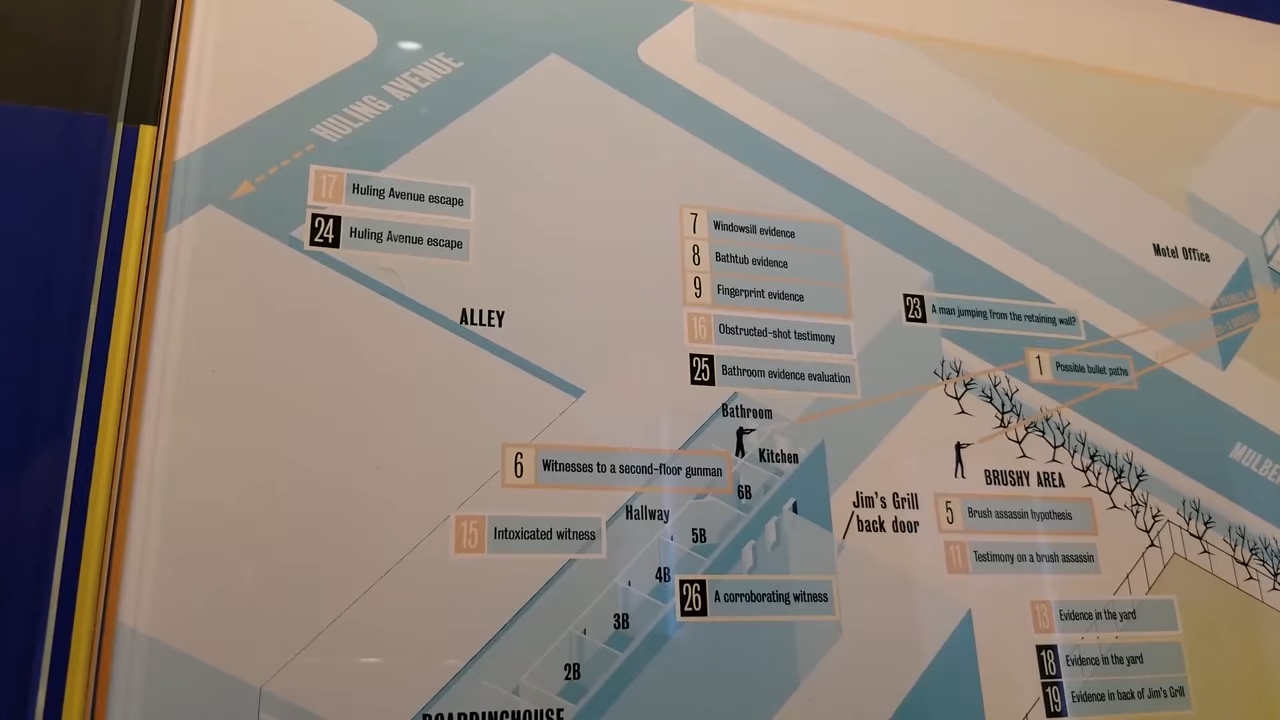 HULING AVENUE
17 Huling Avenue escape
24 Huling Avenue escape
ALLEY
7 Windowsill evidence
8 Bathtub evidence
9 Fingerprint evidence
16 Obstructed-shot testimony
25 Bathroom evidence evaluation
Motel Office
23 A man jumping from the retaining wall?
1 Possible bullet paths
Bathroom
Kitchen
6 Witnesses to a second-floor gunman
6B
Hallway
15 Intoxicated witness
5B
4B
26 A corroborating witness
3B
2B
BOARDINGHOUSE
Jim's Grill
back door
BRUSHY AREA
5 Brush assassin hypothesis
11 Testimony on a brush assassin
13 Evidence in the yard
18 Evidence in the yard
19 Evidence in back of Jim's Grill